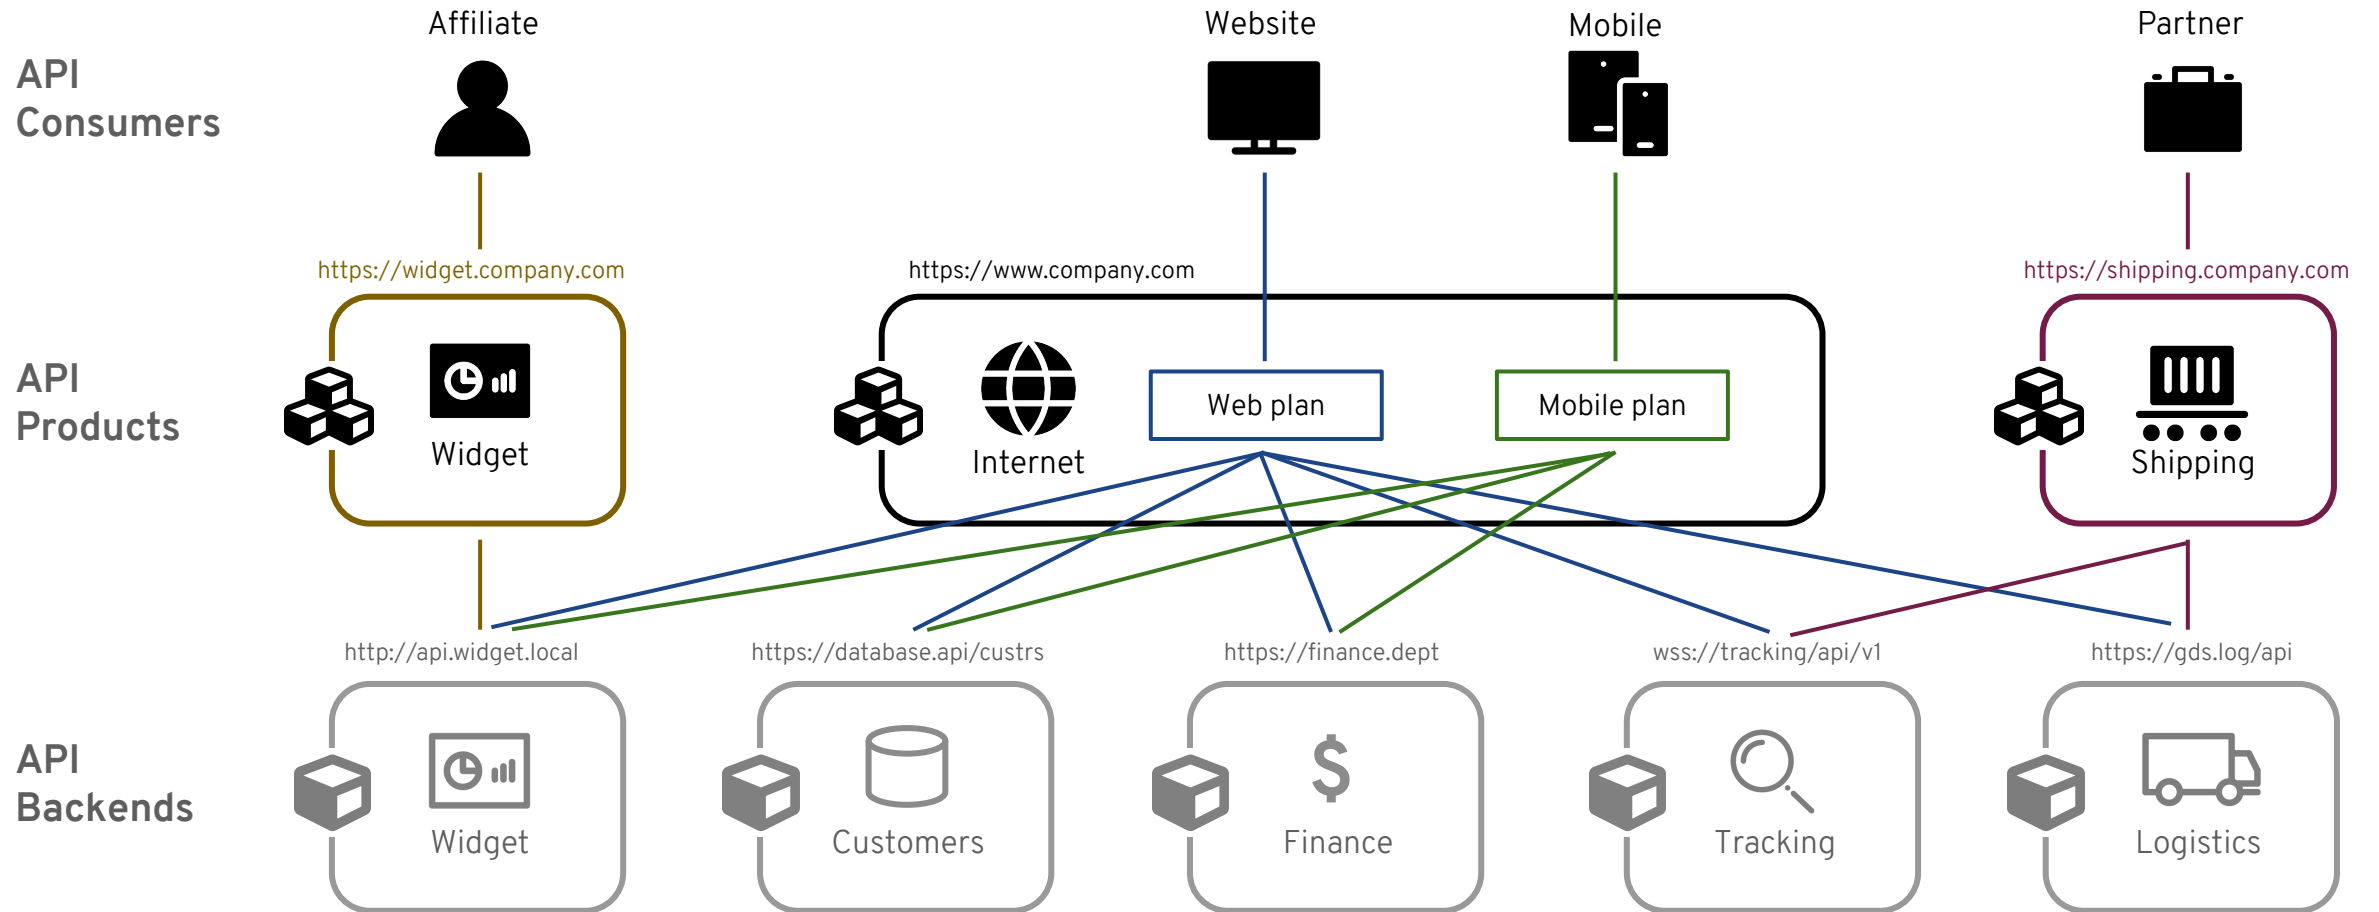 Affiliate
Website
Mobile
Partner
API
Consumers
https://widget.company.com
https://www.company.com
https://shipping.company.com
API
Products
Widget
Internet
Web plan
Mobile plan
Shipping
http://api.widget.local
https://database.api/custrs
https://finance.dept
wss://tracking/api/v1
https://gds.log/api
API
Backends
Widget
Customers
$
Finance
Tracking
Logistics